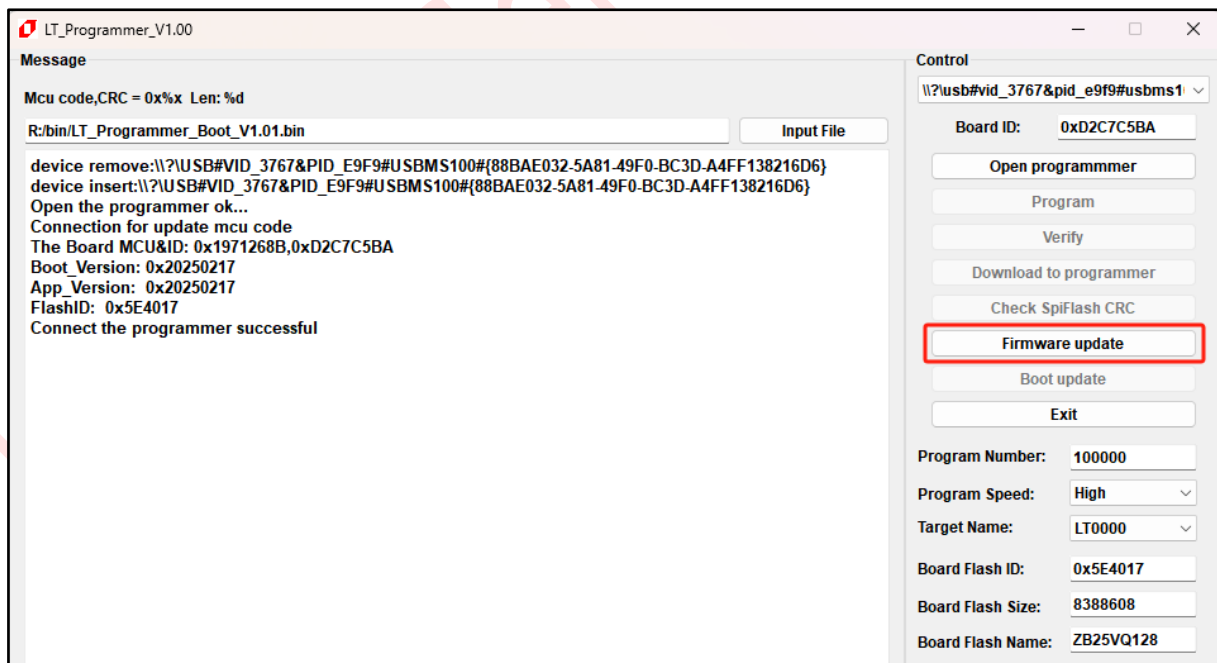 LT_Programmer_V1.00
Message
Mcu code,CRC = 0x%x Len: %d
R:/bin/LT_Programmer_Boot_V1.01.bin
Input File
device remove:\\?\USB#VID_3767&PID_E9F9#USBMS100#{88BAE032-5A81-49F0-BC3D-A4FF138216D6}
device insert:\\?\USB#VID_3767&PID_E9F9#USBMS100#{88BAE032-5A81-49F0-BC3D-A4FF138216D6}
Open the programmer ok...
Connection for update mcu code
The Board MCU&ID: 0x1971268B,0xD2C7C5BA
Boot_Version: 0x20250217
App_Version: 0x20250217
FlashID: 0x5E4017
Connect the programmer successful
Control
\\?\usb#vid_3767&pid_e9f9#usbms1
Board ID: 0xD2C7C5BA
Open programmmer
Program
Verify
Download to programmer
Check SpiFlash CRC
Firmware update
Boot update
Exit
Program Number: 100000
Program Speed: High
Target Name: LT0000
Board Flash ID: 0x5E4017
Board Flash Size: 8388608
Board Flash Name: ZB25VQ128